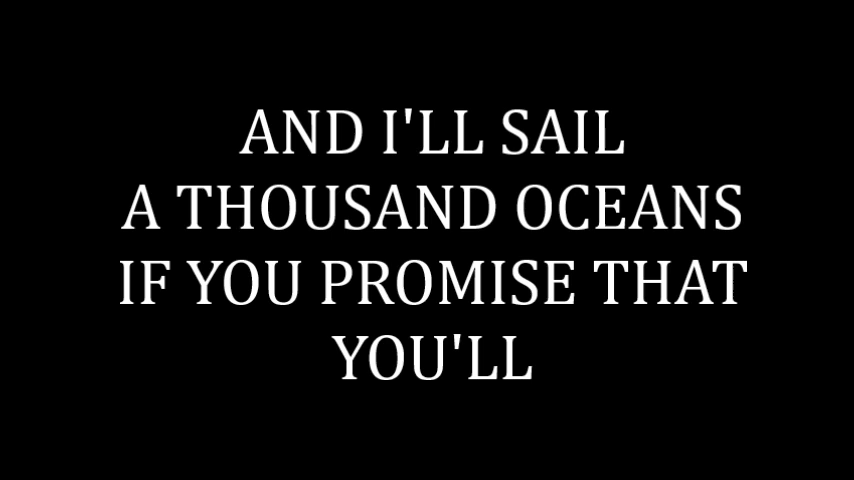 AND I'LL SAIL
A THOUSAND OCEANS
IF YOU PROMISE THAT
YOU'LL